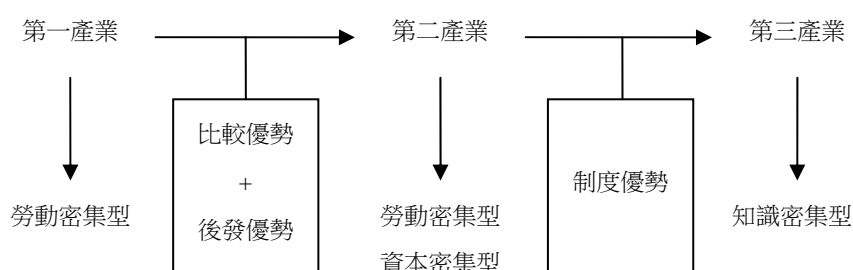 第一產業
第二產業
第三產業
比較優勢
+
後發優勢
制度優勢
勞動密集型
勞動密集型
資本密集型
知識密集型